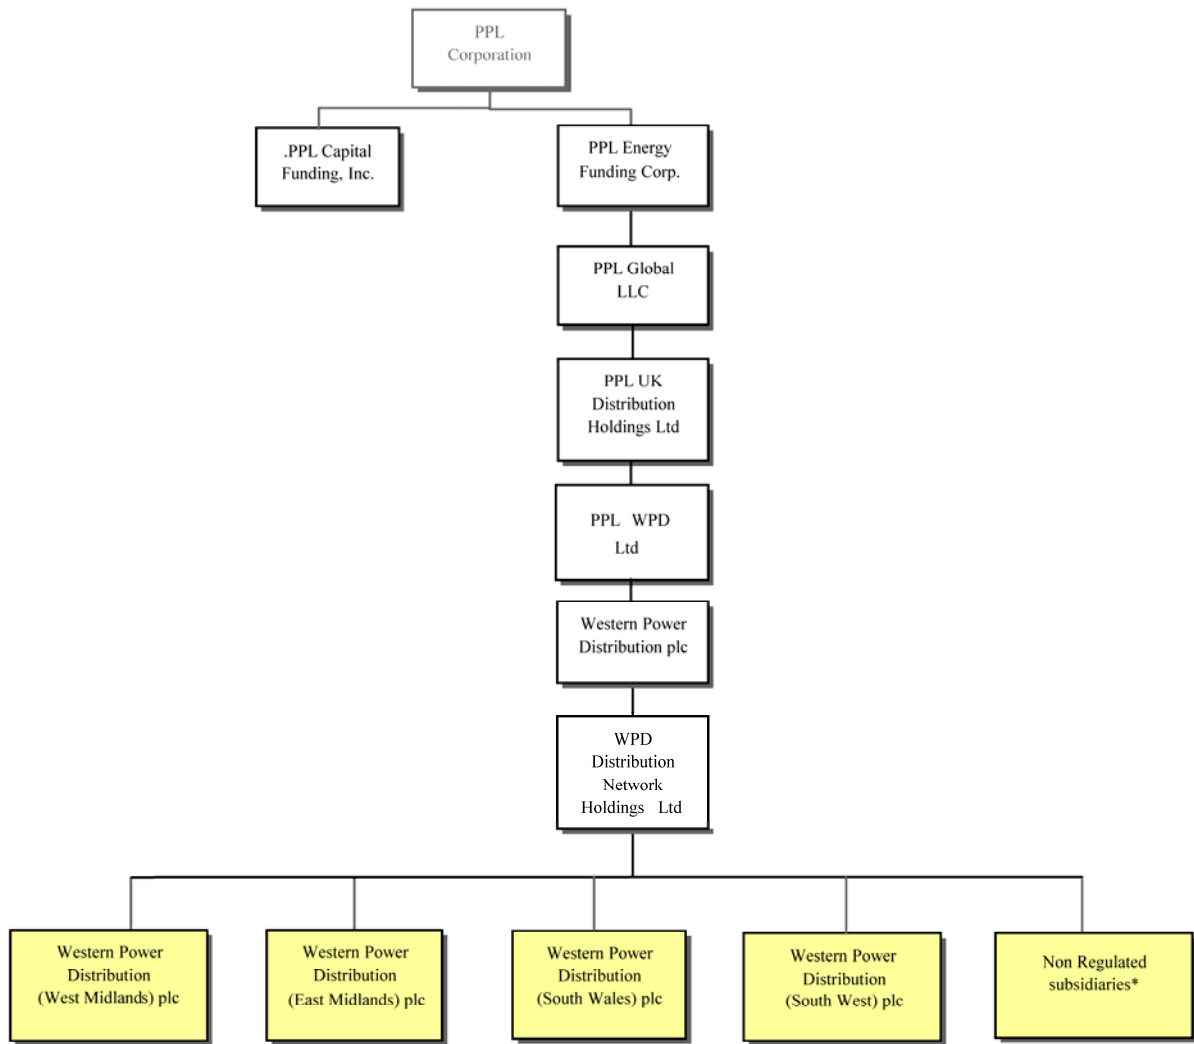 PPL
Corporation
.PPL Capital
Funding, Inc.
PPL Energy
Funding Corp.
PPL Global
LLC
PPL UK
Distribution
Holdings Ltd
PPL WPD
Ltd
Western Power
Distribution plc
WPD
Distribution
Network
Holdings Ltd
Western Power
Distribution
(West Midlands) plc
Western Power
Distribution
(East Midlands) plc
Western Power
Distribution
(South Wales) plc
Western Power
Distribution
(South West) plc
Non Regulated
subsidiaries*